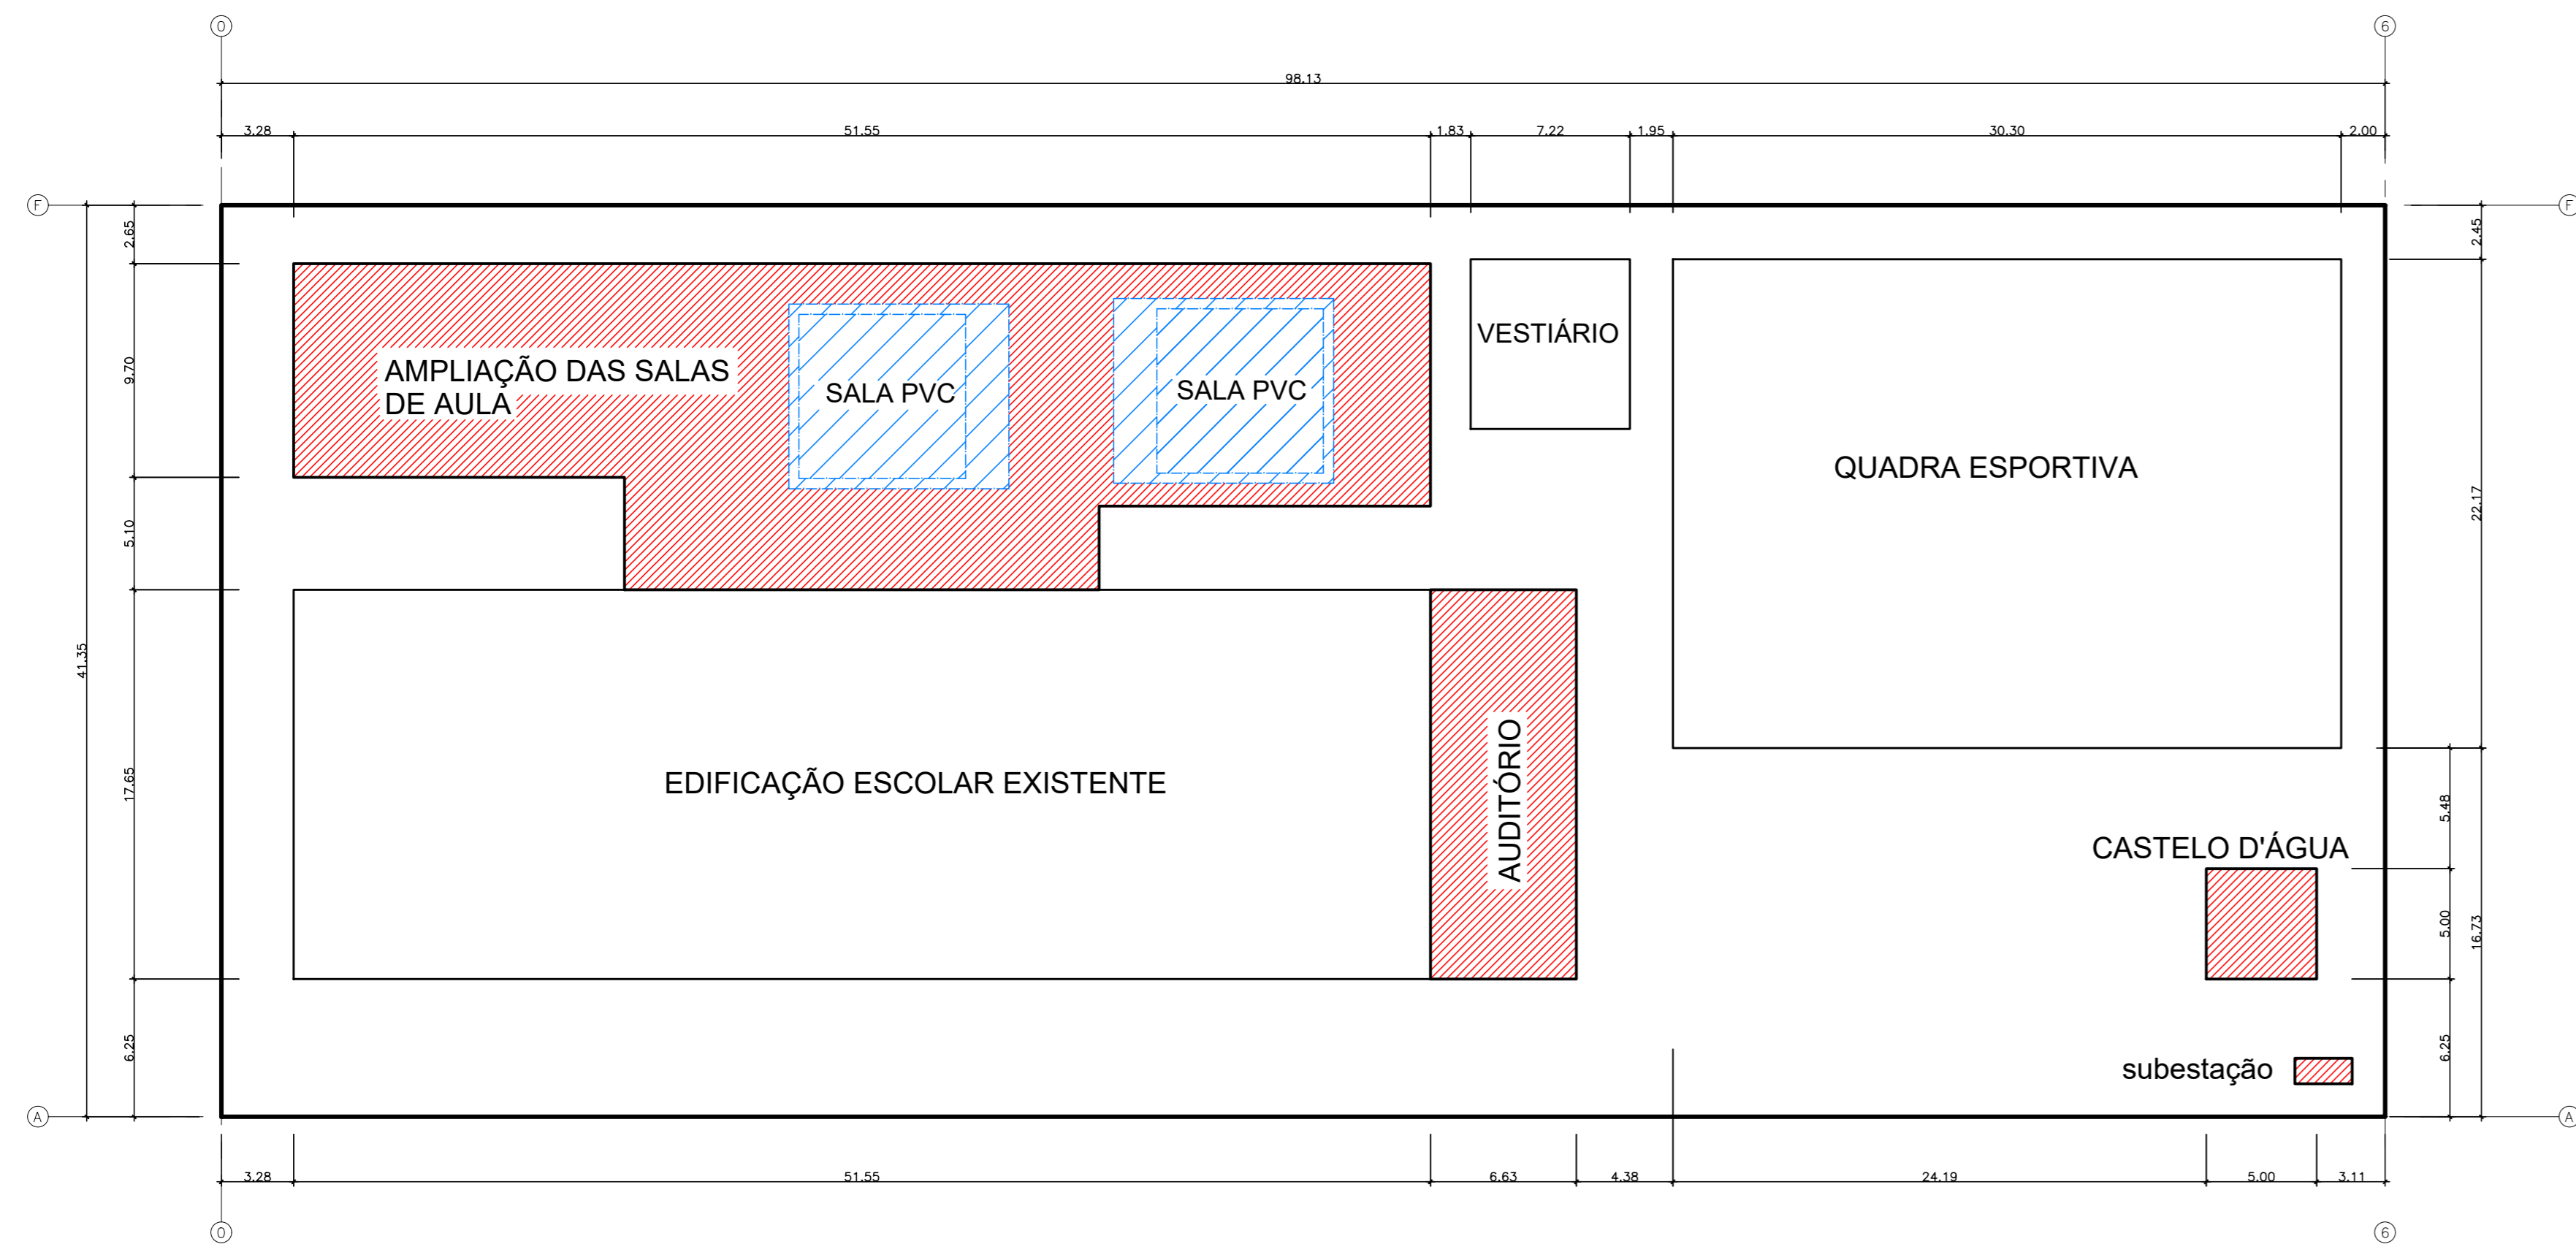 0
6
98.13
3.28
51.55
1.83
7.22
1.95
30.30
2.00
F
F
2.65
2.45
VESTIÁRIO
AMPLIAÇÃO DAS SALAS
DE AULA
SALA PVC
SALA PVC
9.70
QUADRA ESPORTIVA
22.17
5.10
41.35
17.65
EDIFICAÇÃO ESCOLAR EXISTENTE
AUDITÓRIO
5.48
CASTELO D'ÁGUA
5.00
16.73
6.25
6.25
subestação
A
A
3.28
51.55
6.63
4.38
24.19
5.00
3.11
0
6